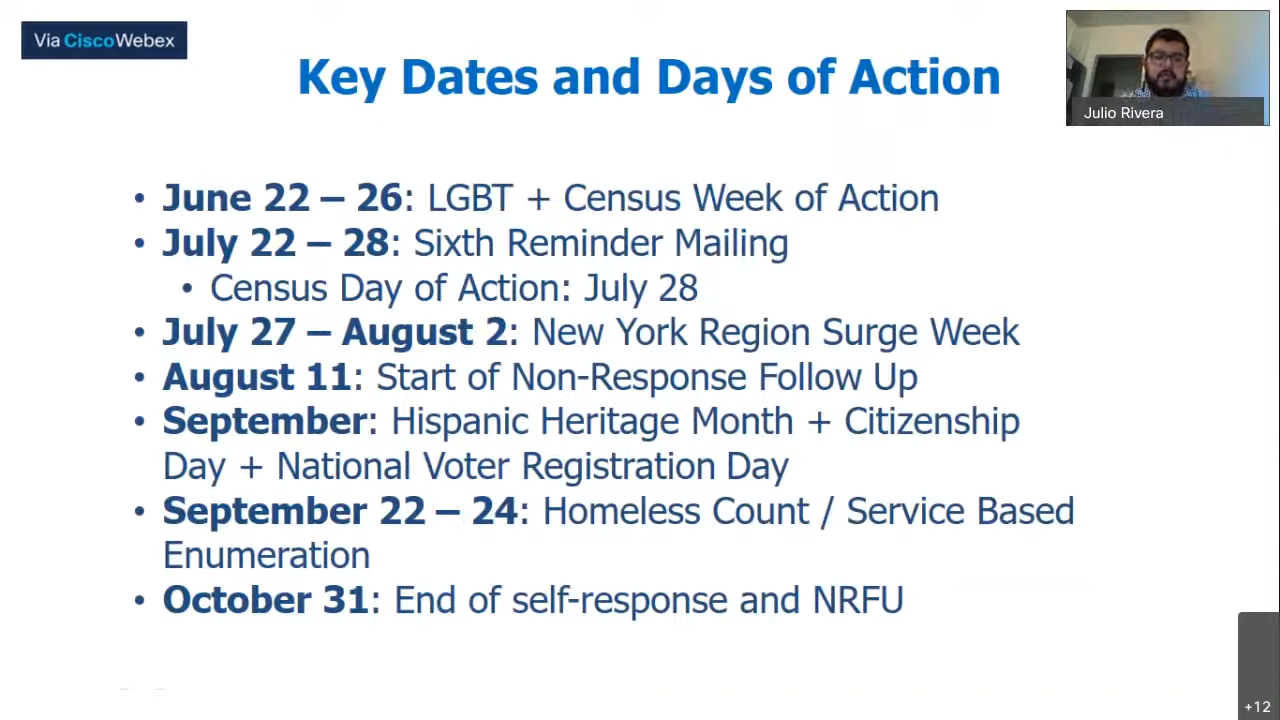 Via Cisco Webex
Key Dates and Days of Action
Julio Rivera
• June 22 – 26: LGBT + Census Week of Action
• July 22 – 28: Sixth Reminder Mailing
• Census Day of Action: July 28
• July 27 – August 2: New York Region Surge Week
• August 11: Start of Non-Response Follow Up
• September: Hispanic Heritage Month + Citizenship
Day + National Voter Registration Day
• September 22 – 24: Homeless Count / Service Based
Enumeration
• October 31: End of self-response and NRFU
+12